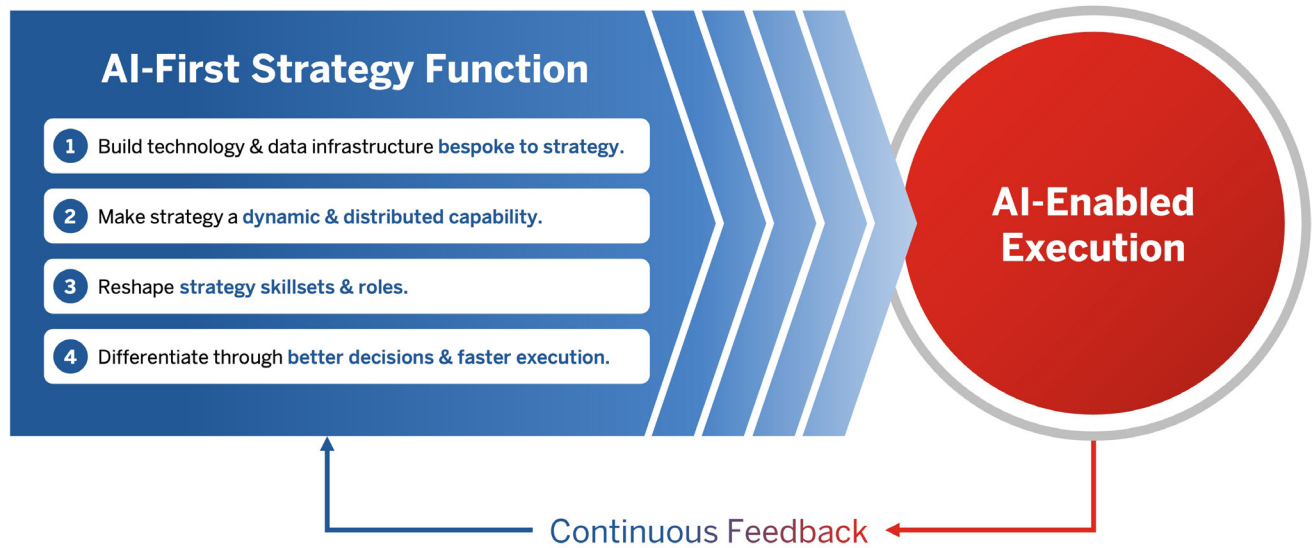 AI-First Strategy Function
1 Build technology & data infrastructure bespoke to strategy.
2 Make strategy a dynamic & distributed capability.
3 Reshape strategy skillsets & roles.
4 Differentiate through better decisions & faster execution.
AI-Enabled
Execution
Continuous Feedback